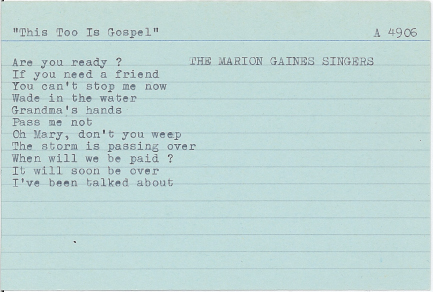 "This Too Is Gospel" A 4906
Are you ready ? THE MARION GAINES SINGERS
If you need a friend
You can't stop me now
Wade in the water
Grandma's hands
Pass me not
Oh Mary, don't you weep
The storm is passing over
When will we be paid ?
It will soon be over
I've been talked about